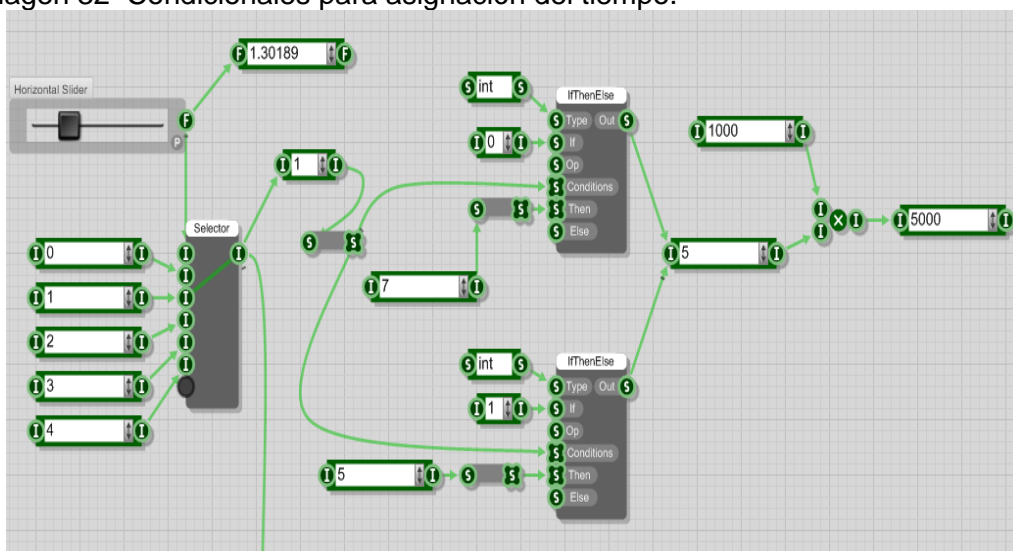 agen 82 Condicionales para asignación del tiempo.
F 1.30189 F
Horizontal Slider
F
P
S int S
IfThenElse
S Type Out S
I 0 I S If
S Op
S Conditions
S S S Then
S Else
I 1000 I
I 1 I
Selector
S S
I 0 I I I
I 1 I I
I 2 I I
I 3 I I
I 4 I I
I
I 7 I
I 5 I
I I X I
I 5000 I
S int S
IfThenElse
S Type Out S
I 1 I S If
S Op
S Conditions
I 5 I S S S Then
S Else